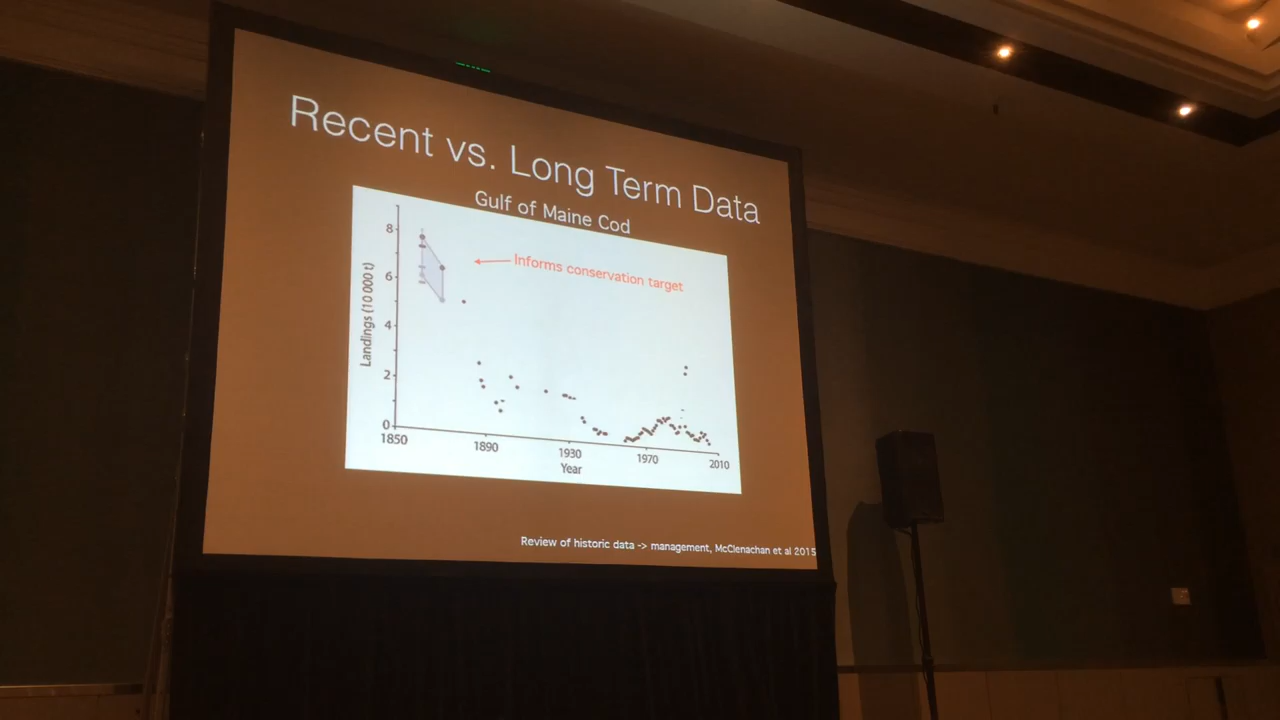 Recent vs. Long Term Data
Gulf of Maine Cod
Informs conservation target
Landings (10 000 t)
8
6
4
2
0
1850
1890
1930
1970
2010
Year
Review of historic data -> management, McClenachan et al 2015